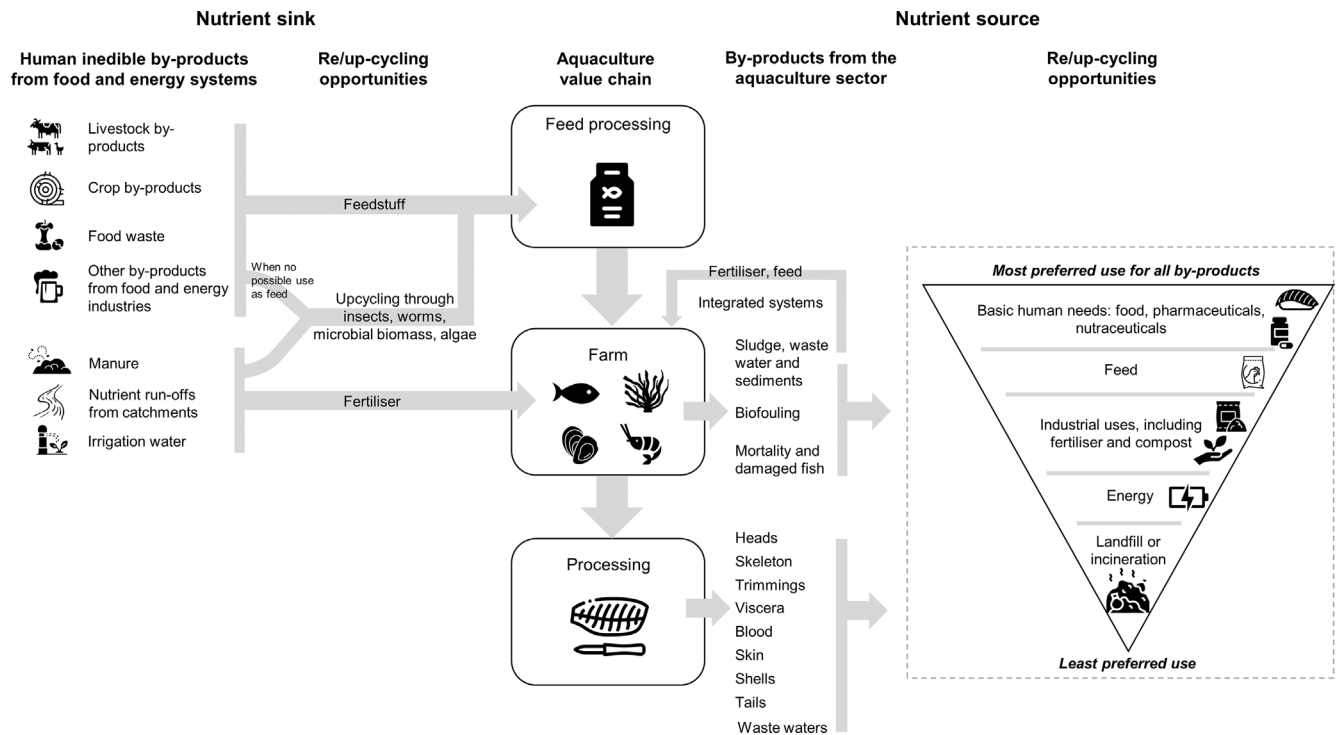 Nutrient sink
Nutrient source
Human inedible by-products
from food and energy systems
Re/up-cycling
opportunities
Aquaculture
value chain
By-products from the
aquaculture sector
Re/up-cycling
opportunities
Livestock by-
products
Crop by-products
Food waste
Other by-products
from food and energy
industries
Manure
Nutrient run-offs
from catchments
Irrigation water
Feedstuff
When no
possible use
as feed
Upcycling through
insects, worms,
microbial biomass, algae
Fertiliser
Feed processing
Farm
Processing
Fertiliser, feed
Integrated systems
Sludge, waste
water and
sediments
Biofouling
Mortality and
damaged fish
Heads
Skeleton
Trimmings
Viscera
Blood
Skin
Shells
Tails
Waste waters
Most preferred use for all by-products
Basic human needs: food, pharmaceuticals,
nutraceuticals
Feed
Industrial uses, including
fertiliser and compost
Energy
Landfill or
incineration
Least preferred use